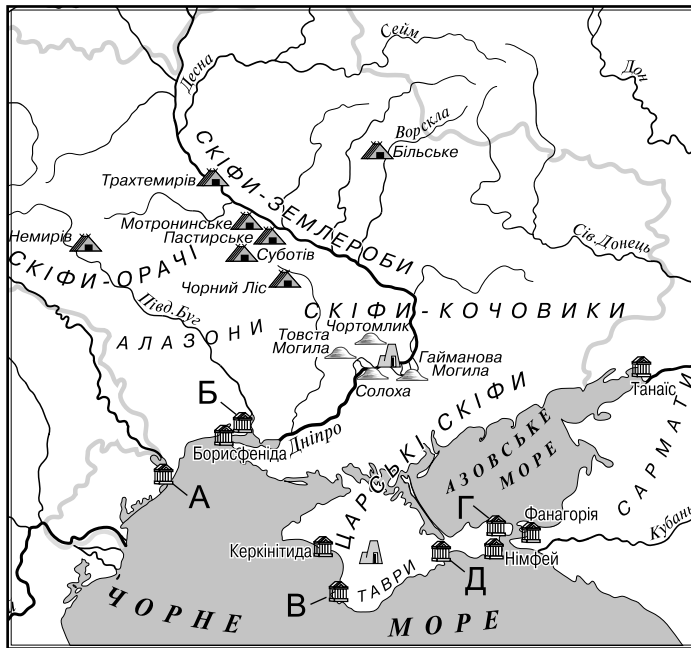 Сейм
Десна
Дон
Ворскла
Більське
Трахтемирів
СКІФИ-ЗЕМЛЕРОБИ
Мотронинське
Пастирське
Немирів
Суботів
Сів.Донець
СКІФИ-ОРАЧІ
Чорний Ліс
Півд.Буг
СКІФИ-КОЧОВИКИ
АЛАЗОНИ
Чортомлик
Товста
Могила
Гайманова
Могила
Солоха
Танаїс
Б
Борисфеніда
Дніпро
ЦАРСЬКІ СКІФИ
АЗОВСЬКЕ
МОРЕ
САРМАТИ
А
Г
Фанагорія
Кубань
Керкінітида
Німфей
Д
ТАВРИ
В
ЧОРНЕ
МОРЕ